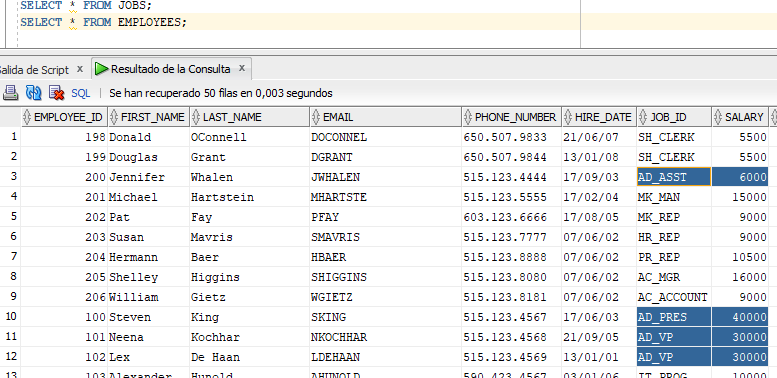 SELECT * FROM JOBS;
SELECT * FROM EMPLOYEES;
Salida de Script x Resultado de la Consulta x
SQL | Se han recuperado 50 filas en 0,003 segundos
EMPLOYEE_ID FIRST_NAME LAST_NAME EMAIL PHONE_NUMBER HIRE_DATE JOB_ID SALARY
1 198 Donald OConnell DOCONNEL 650.507.9833 21/06/07 SH_CLERK 5500
2 199 Douglas Grant DGRANT 650.507.9844 13/01/08 SH_CLERK 5500
3 200 Jennifer Whalen JWHALEN 515.123.4444 17/09/03 AD_ASST 6000
4 201 Michael Hartstein MHARTSTE 515.123.5555 17/02/04 MK_MAN 15000
5 202 Pat Fay PFAY 603.123.6666 17/08/05 MK_REP 9000
6 203 Susan Mavris SMAVRIS 515.123.7777 07/06/02 HR_REP 9000
7 204 Hermann Baer HBAER 515.123.8888 07/06/02 PR_REP 10500
8 205 Shelley Higgins SHIGGINS 515.123.8080 07/06/02 AC_MGR 16000
9 206 William Gietz WGIETZ 515.123.8181 07/06/02 AC_ACCOUNT 9000
10 100 Steven King SKING 515.123.4567 17/06/03 AD_PRES 40000
11 101 Neena Kochhar NKOCHHAR 515.123.4568 21/09/05 AD_VP 30000
12 102 Lex De Haan LDEHAAN 515.123.4569 13/01/01 AD_VP 30000
13 103 Alexander Hunold AHUNOLD 590.423.4567 03/01/06 IT_PROG 10000